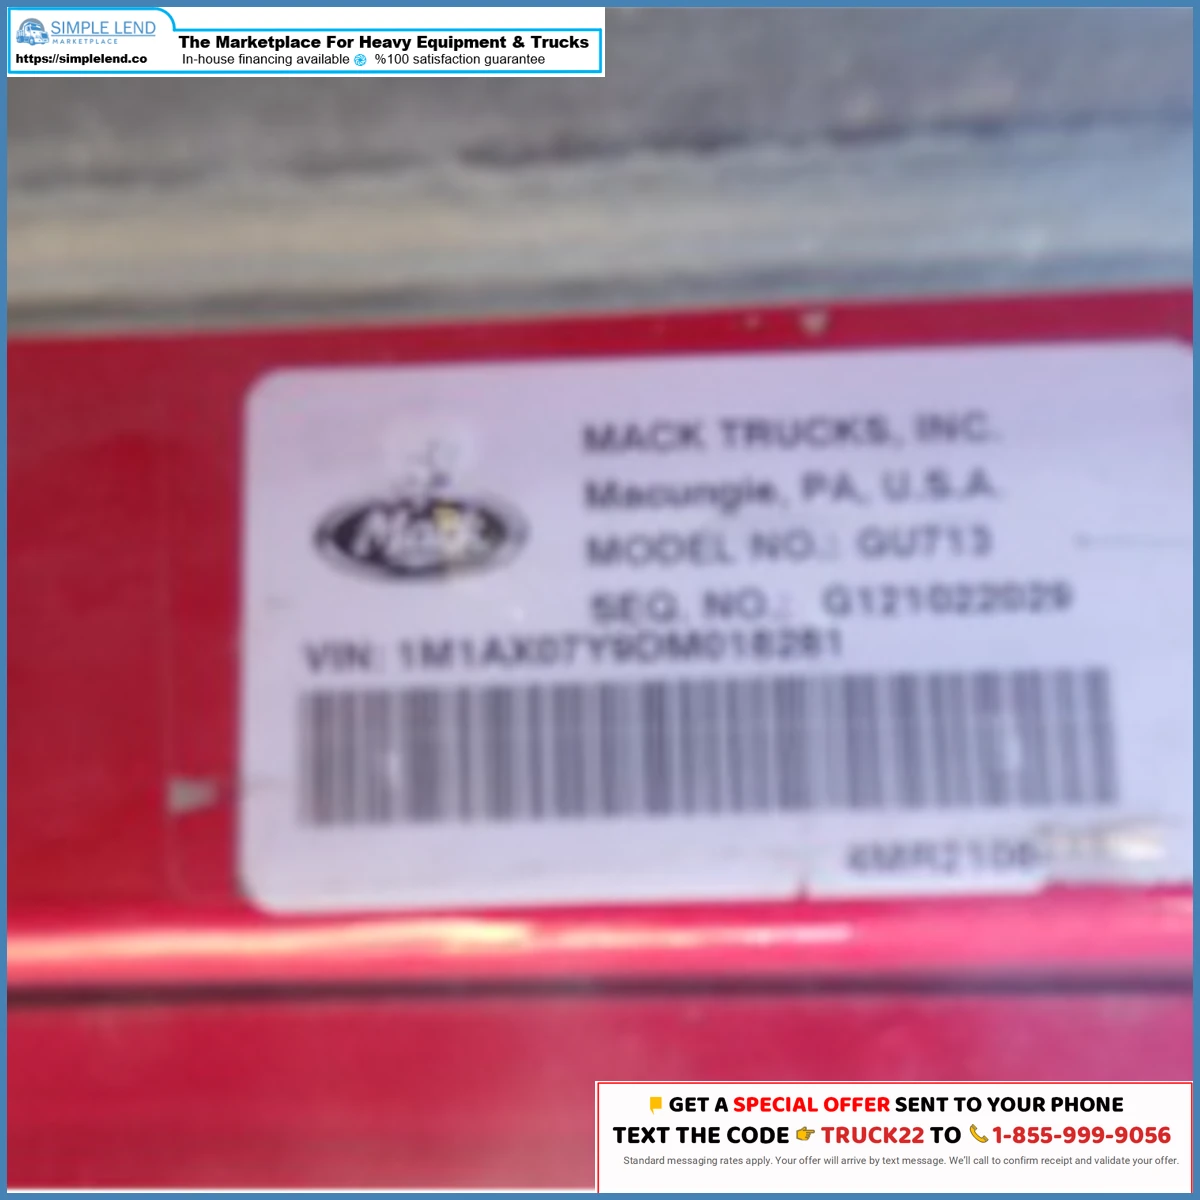 SIMPLE LEND
MARKETPLACE
https://simplelend.co
The Marketplace For Heavy Equipment & Trucks
In-house financing available %100 satisfaction guarantee
MACK TRUCKS, INC.
Macungie, PA, U.S.A.
Mack
MODEL NO.: GU713
SEQ. NO.: G121022029
VIN:
GET A SPECIAL OFFER SENT TO YOUR PHONE
TEXT THE CODE 👉 TRUCK22 TO 📞 1-855-999-9056
Standard messaging rates apply. Your offer will arrive by text message. We'll call to confirm receipt and validate your offer.